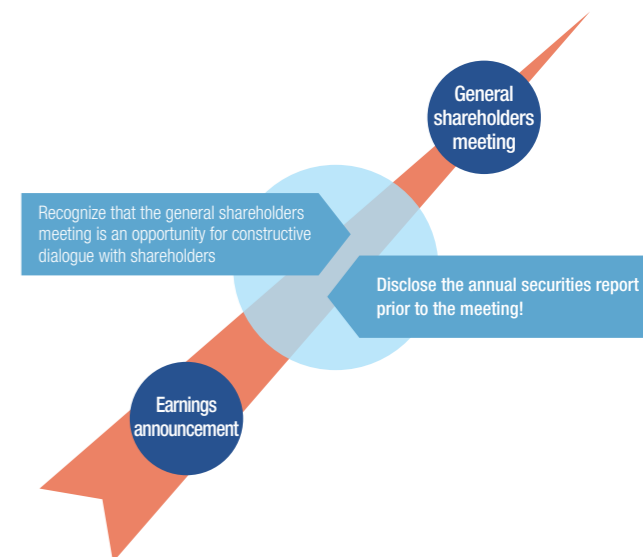 General
shareholders
meeting
Recognize that the general shareholders
meeting is an opportunity for constructive
dialogue with shareholders
Disclose the annual securities report
prior to the meeting!
Earnings
announcement